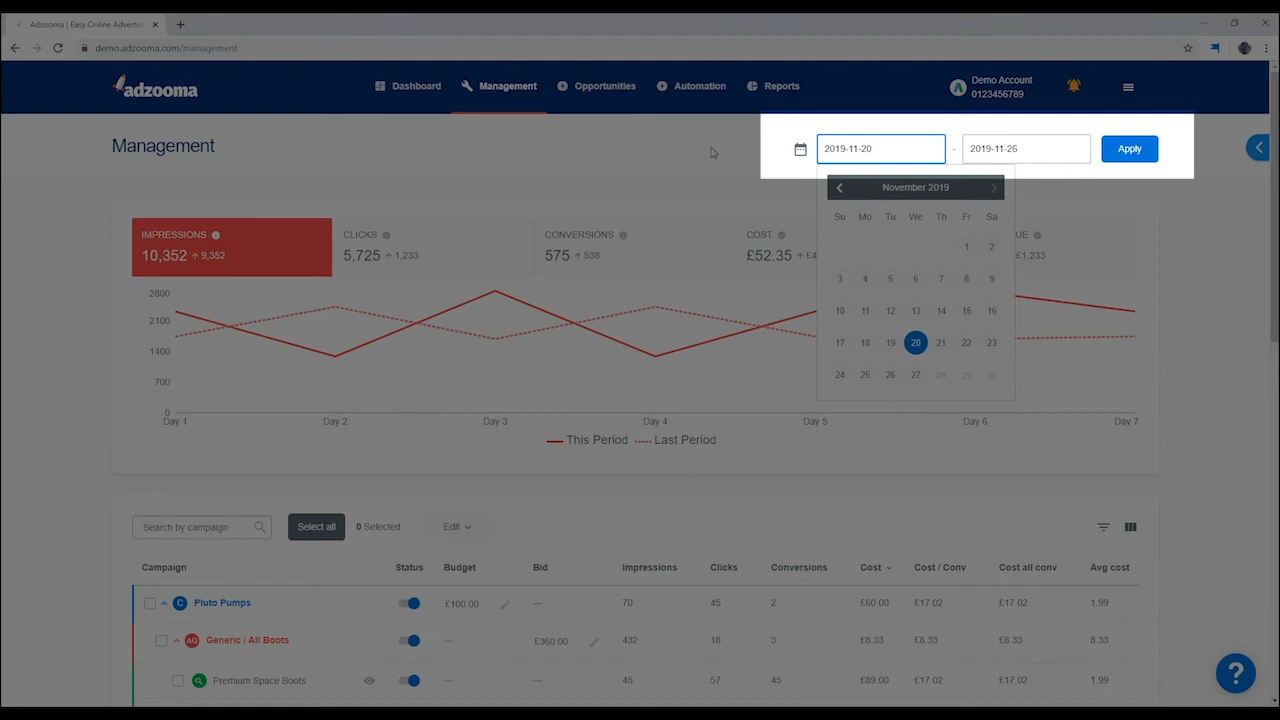 Adzooma | Easy Online Advertisi
demo.adzooma.com/management
adzooma
Dashboard
Management
Opportunities
Automation
Reports
Demo Account
0123456789
Management
2019-11-20 - 2019-11-26 Apply
November 2019
Su Mo Tu We Th Fr Sa
1 2
3 4 5 6 7 8 9
10 11 12 13 14 15 16
17 18 19 20 21 22 23
24 25 26 27 28 29 30
IMPRESSIONS
10,352 ↑ 9,352
CLICKS
5,725 ↑ 1,233
CONVERSIONS
575 ↑ 538
COST
£52.35 ↑ £4
UE
£1,233
2800
2100
1400
700
0
Day 1 Day 2 Day 3 Day 4 Day 5 Day 6 Day 7
This Period Last Period
Search by campaign Select all 0 Selected Edit
Campaign Status Budget Bid Impressions Clicks Conversions Cost Cost / Conv Cost all conv Avg cost
C Pluto Pumps £100.00 — 70 45 2 £60.00 £17.02 £17.02 1.99
AG Generic / All Boots — £360.00 432 18 3 £8.33 £8.33 £8.33 8.33
Premium Space Boots — — 45 57 45 £89.00 £17.02 £17.02 1.99
?